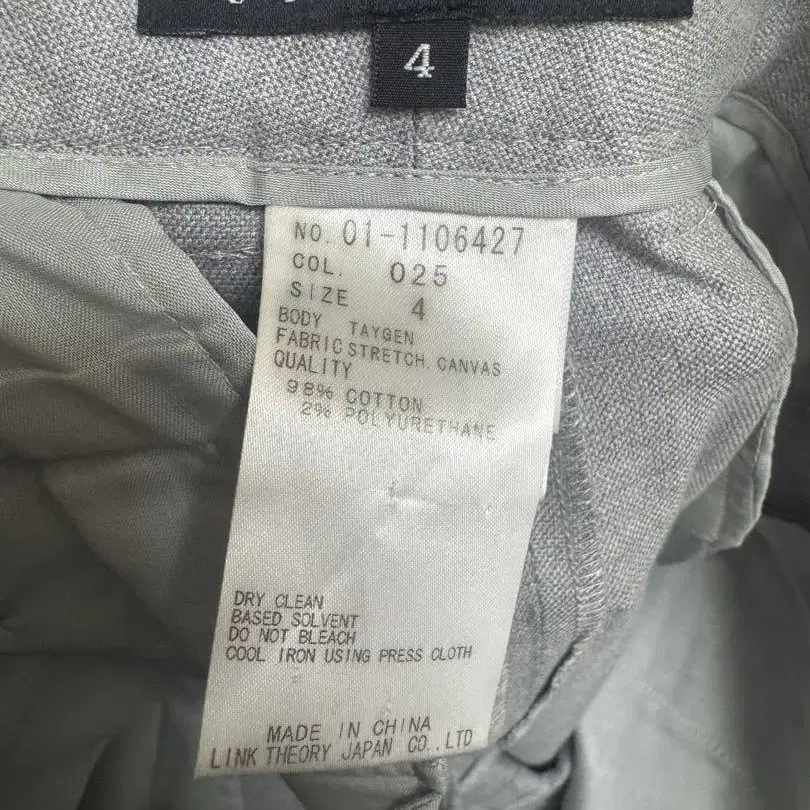 4
NO. 01-1106427
COL. 025
SIZE 4
BODY TAYGEN
FABRIC STRETCH. CANVAS
QUALITY
98% COTTON
2% POLYURETHANE
DRY CLEAN
BASED SOLVENT
DO NOT BLEACH
COOL IRON USING PRESS CLOTH
MADE IN CHINA
LINK THEORY JAPAN CO.,LTD